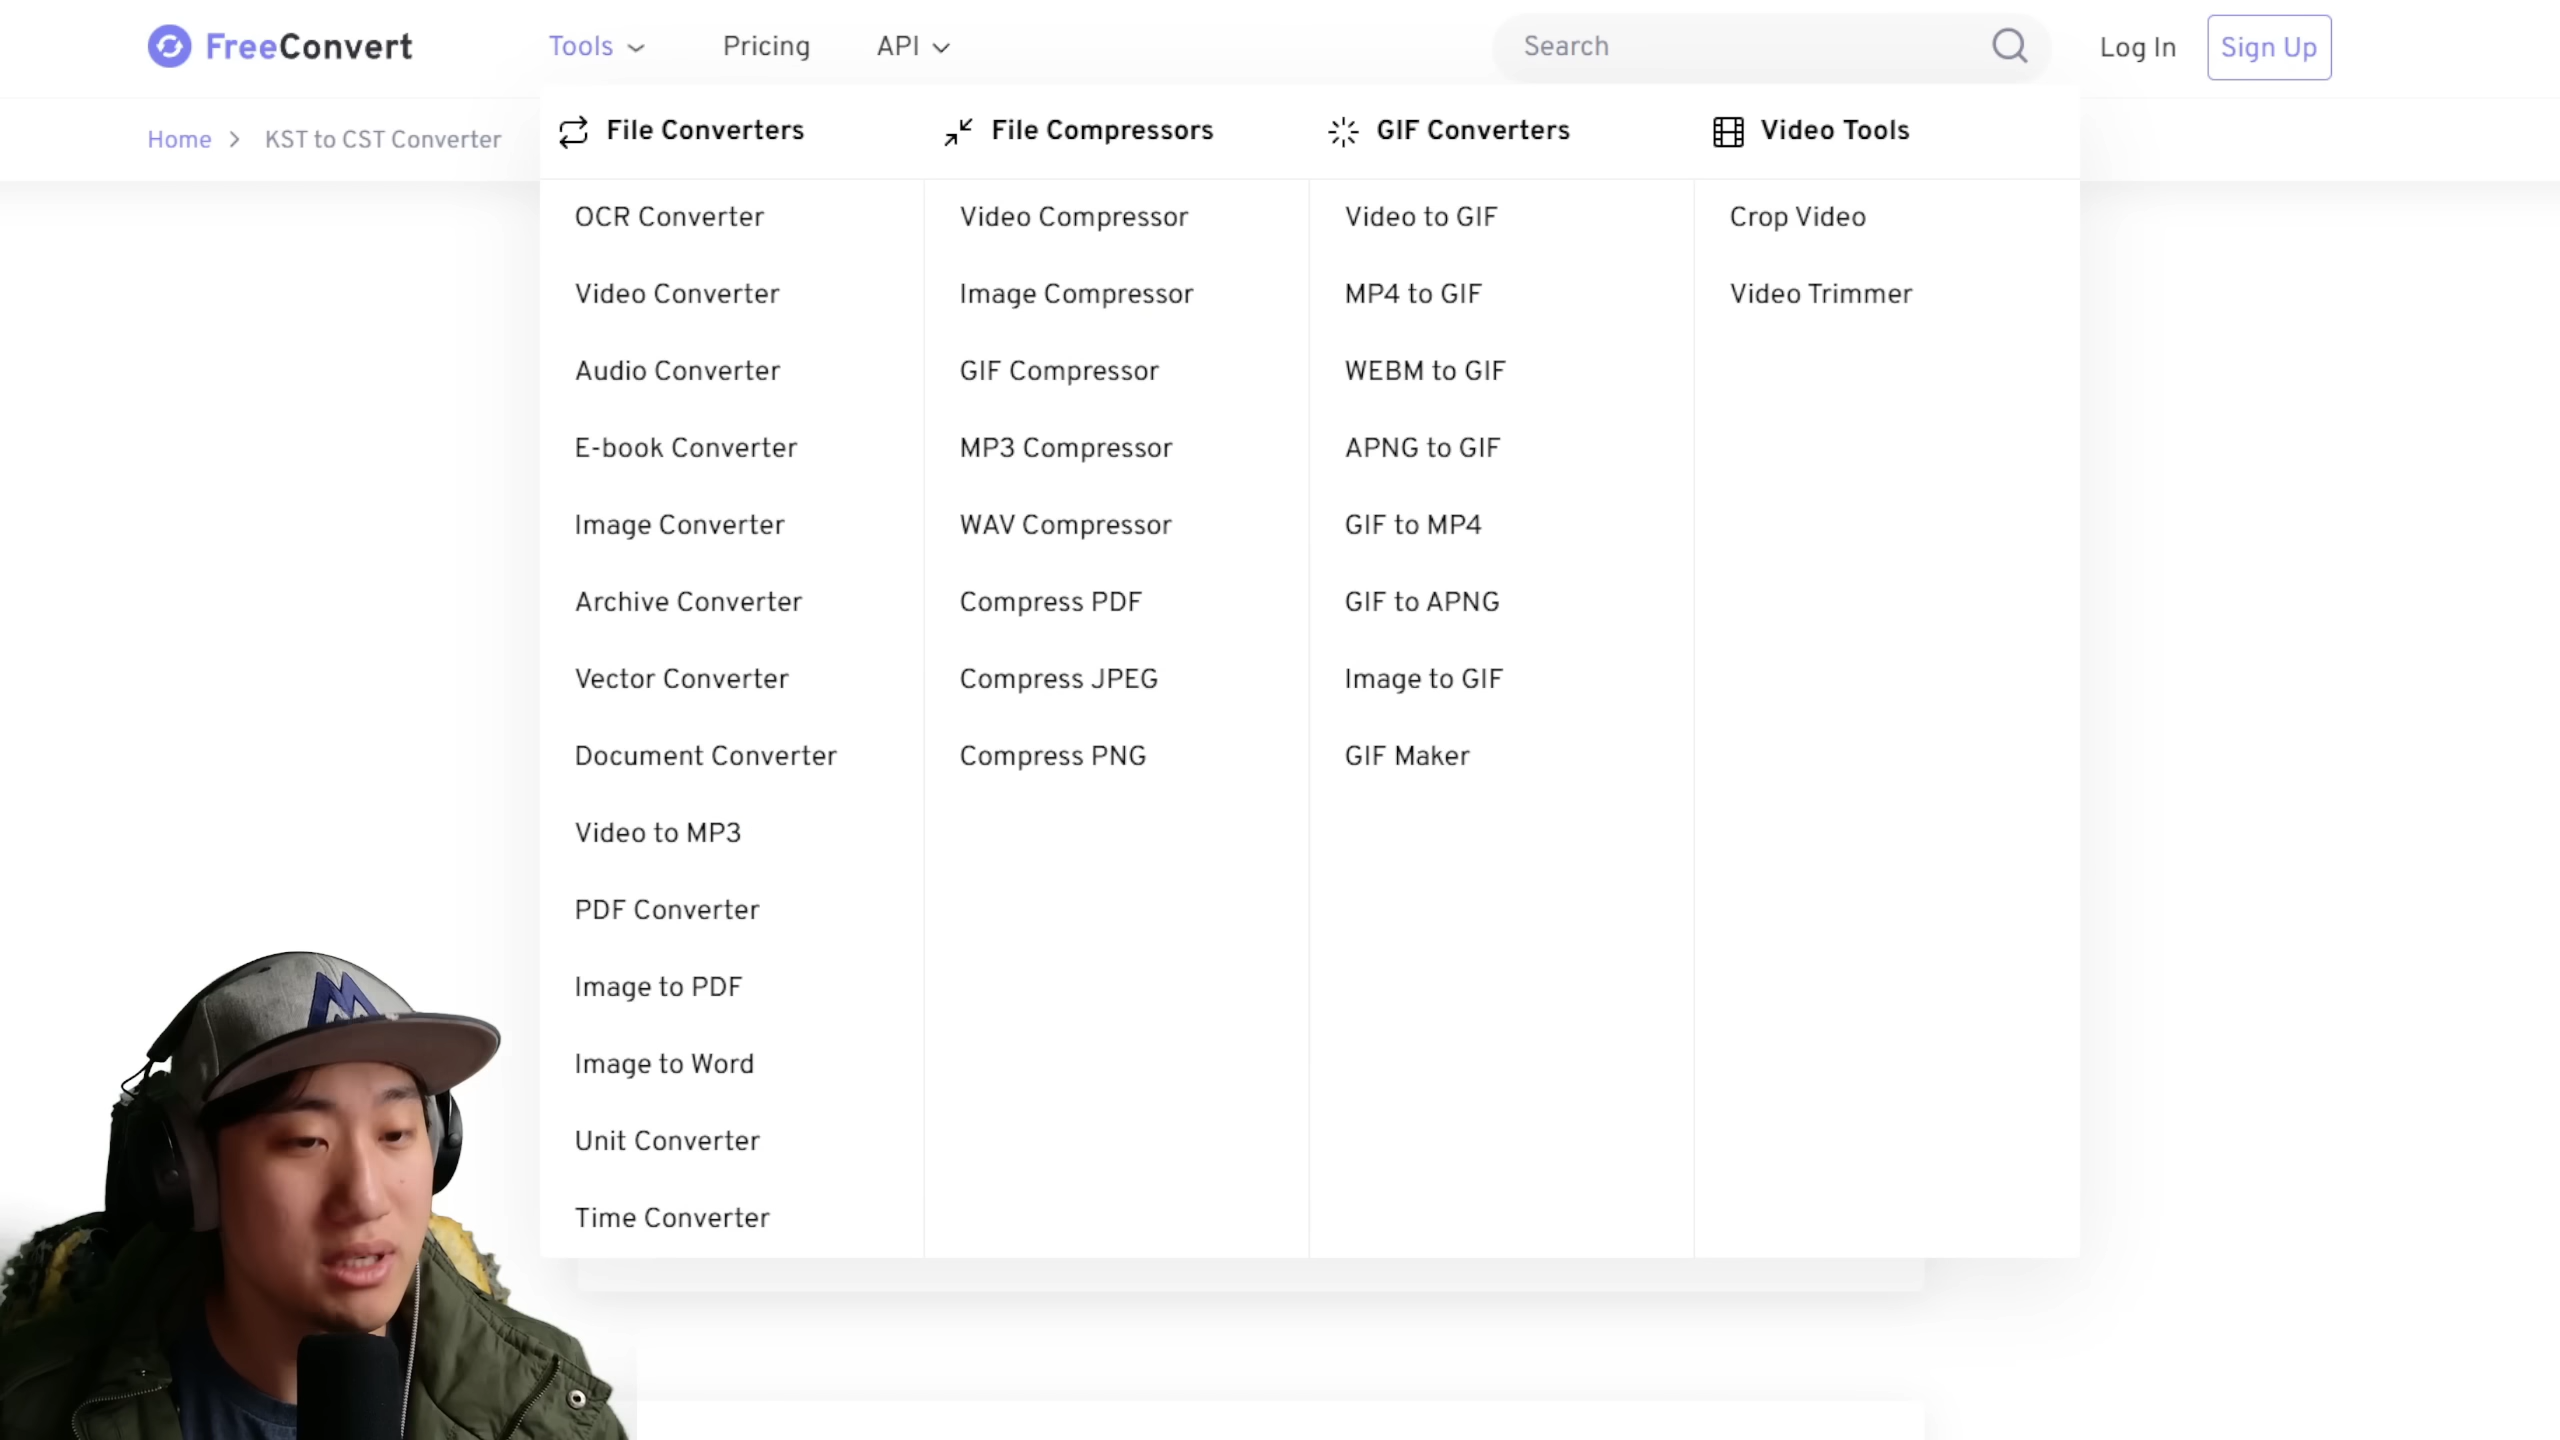 FreeConvert
Tools
Pricing
API
Search
Log In
Sign Up
Home > KST to CST Converter
File Converters
OCR Converter
Video Converter
Audio Converter
E-book Converter
Image Converter
Archive Converter
Vector Converter
Document Converter
Video to MP3
PDF Converter
Image to PDF
Image to Word
Unit Converter
Time Converter
File Compressors
Video Compressor
Image Compressor
GIF Compressor
MP3 Compressor
WAV Compressor
Compress PDF
Compress JPEG
Compress PNG
GIF Converters
Video to GIF
MP4 to GIF
WEBM to GIF
APNG to GIF
GIF to MP4
GIF to APNG
Image to GIF
GIF Maker
Video Tools
Crop Video
Video Trimmer
M